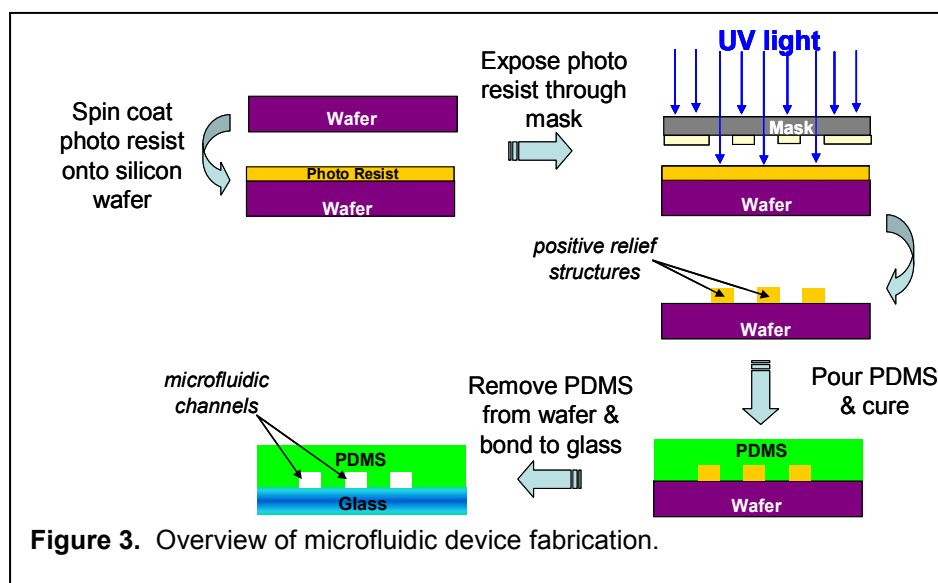 Spin coat
photo resist
onto silicon
wafer
Wafer
Photo Resist
Wafer
Expose photo
resist through
mask
UV light
Mask
Wafer
positive relief
structures
Wafer
Pour PDMS
& cure
PDMS
Wafer
Remove PDMS
from wafer &
bond to glass
microfluidic
channels
PDMS
Glass
Figure 3. Overview of microfluidic device fabrication.